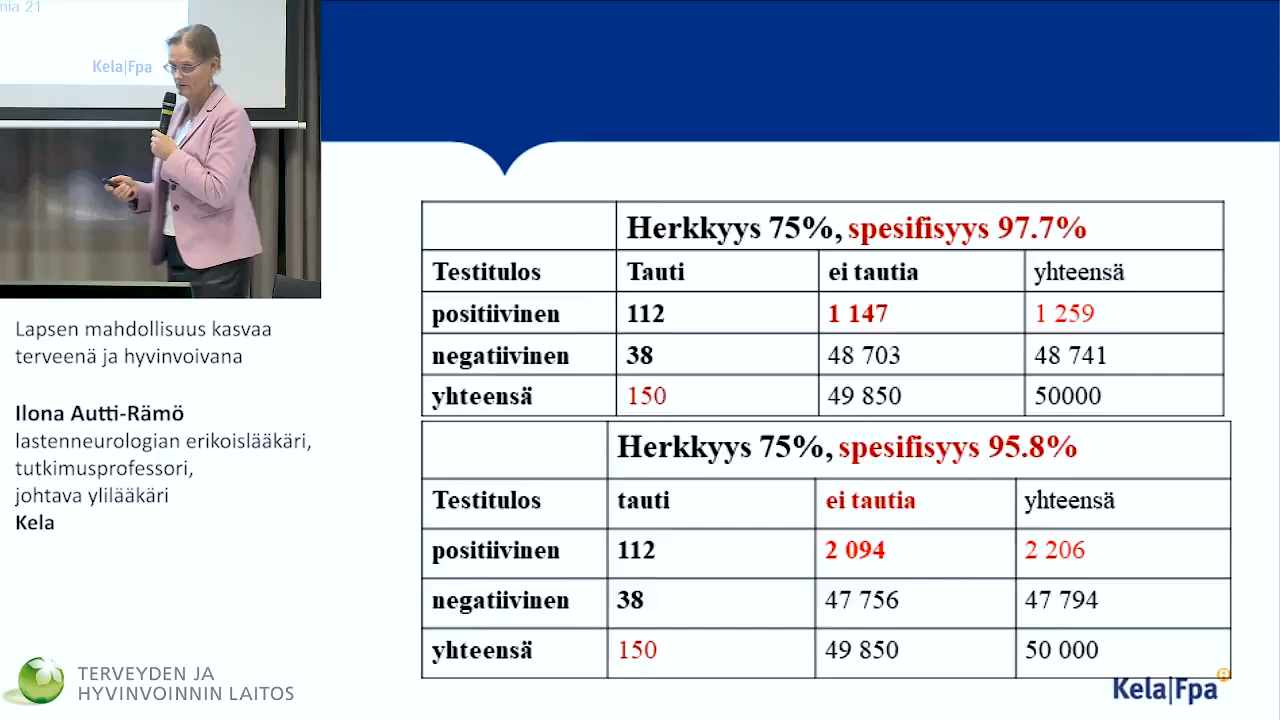 nia 21
Kela|Fpa
Lapsen mahdollisuus kasvaa
terveenä ja hyvinvoivana
Ilona Autti-Rämö
lastenneurologian erikoislääkäri,
tutkimusprofessori,
johtava ylilääkäri
Kela
TERVEYDEN JA
HYVINVOINNIN LAITOS
Herkkyys 75%, spesifisyys 97.7%
Testitulos Tauti ei tautia yhteensä
positiivinen 112 1 147 1 259
negatiivinen 38 48 703 48 741
yhteensä 150 49 850 50000
Herkkyys 75%, spesifisyys 95.8%
Testitulos tauti ei tautia yhteensä
positiivinen 112 2 094 2 206
negatiivinen 38 47 756 47 794
yhteensä 150 49 850 50 000
Kela|Fpa